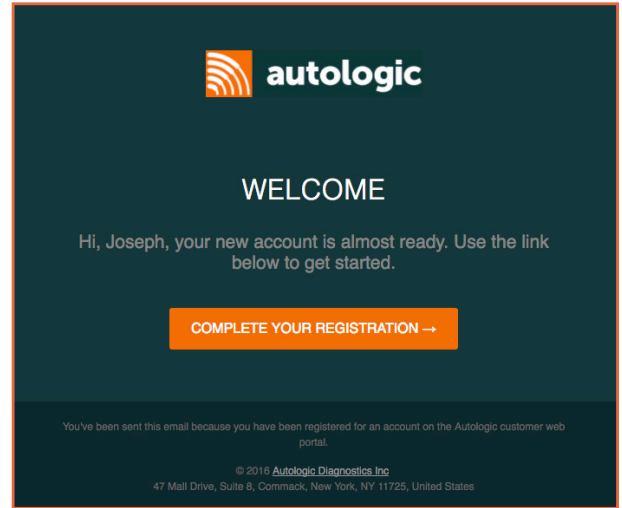 autologic
WELCOME
Hi, Joseph, your new account is almost ready. Use the link
below to get started.
COMPLETE YOUR REGISTRATION →
You've been sent this email because you have been registered for an account on the Autologic customer web
portal.
© 2016 Autologic Diagnostics Inc
47 Mall Drive, Suite 8, Commack, New York, NY 11725, United States